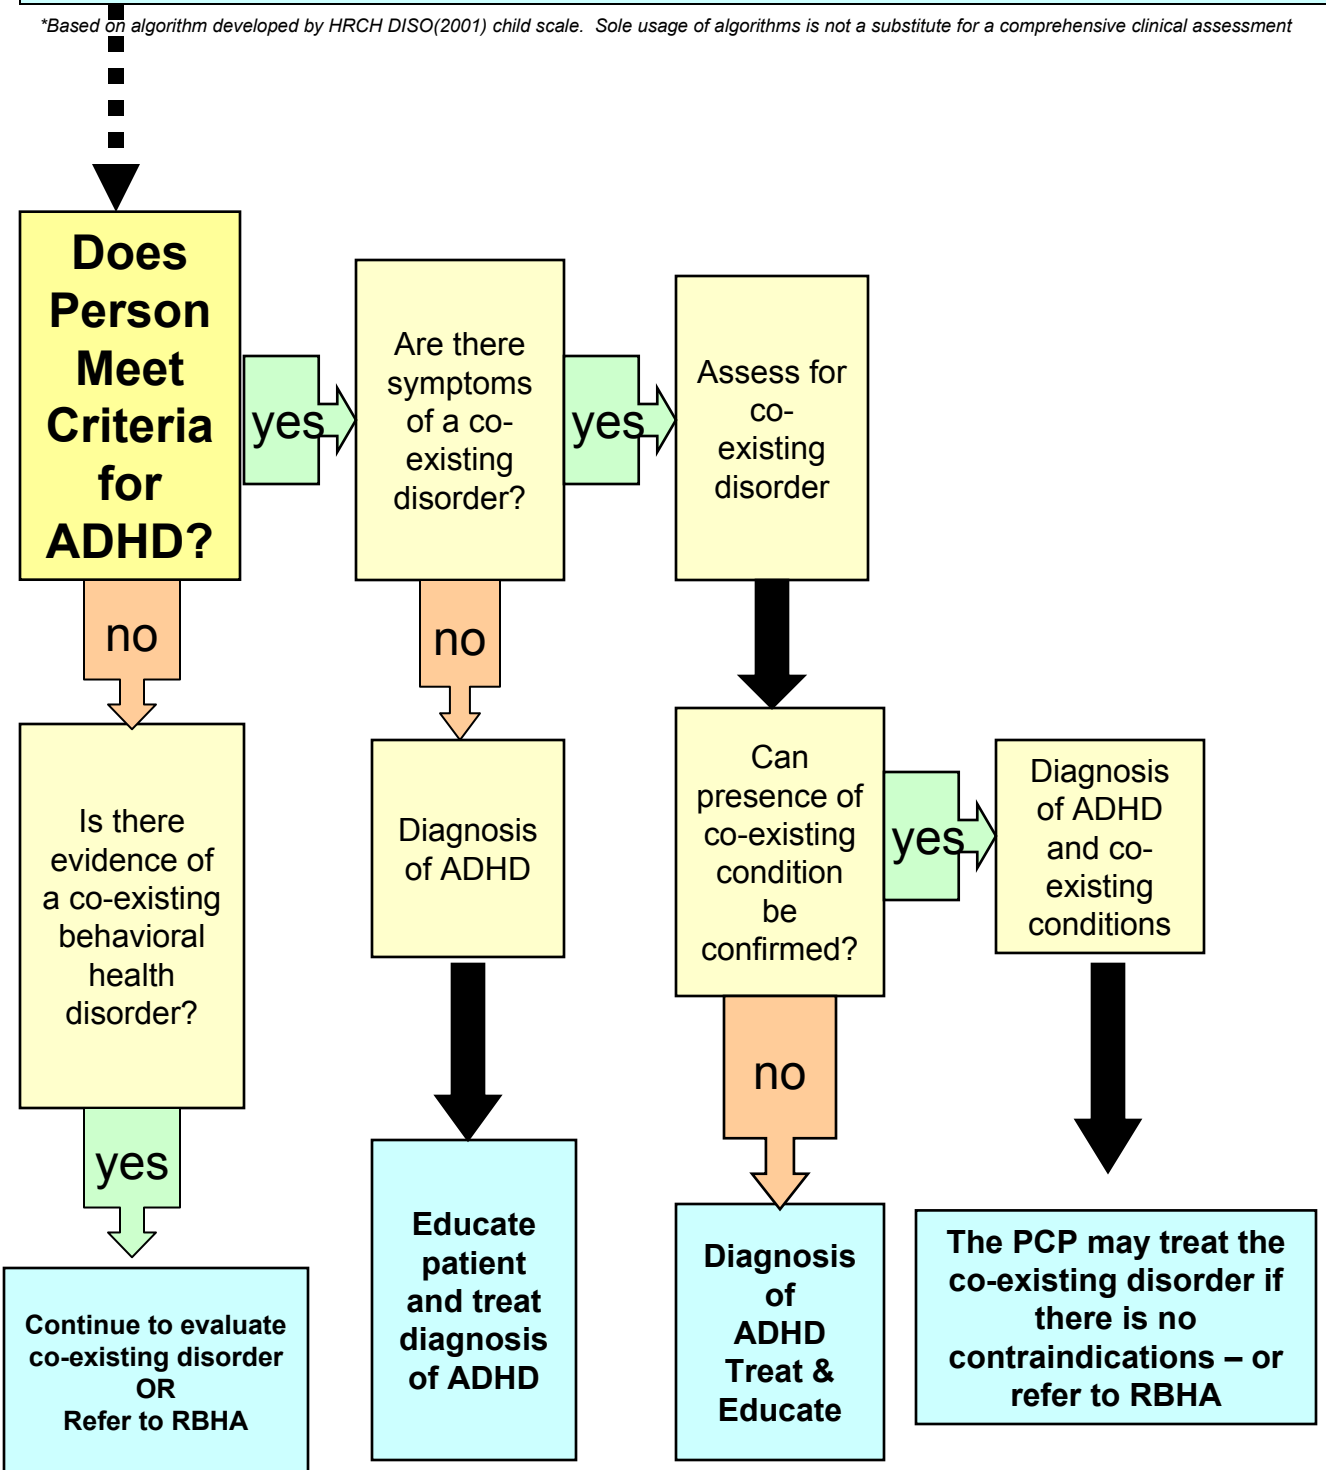 *Based on algorithm developed by HRCH DISO(2001) child scale.  Sole usage of algorithms is not a substitute for a comprehensive clinical assessment
Does
Person
Meet
Criteria
for
ADHD?
yes
Are there
symptoms
of a co-
existing
disorder?
yes
Assess for
co-
existing
disorder
no
no
Is there
evidence of
a co-existing
behavioral
health
disorder?
Diagnosis
of ADHD
Can
presence of
co-existing
condition
be
confirmed?
yes
Diagnosis
of ADHD
and co-
existing
conditions
yes
no
Continue to evaluate
co-existing disorder
OR
Refer to RBHA
Educate
patient
and treat
diagnosis
of ADHD
Diagnosis
of
ADHD
Treat &
Educate
The PCP may treat the
co-existing disorder if
there is no
contraindications – or
refer to RBHA